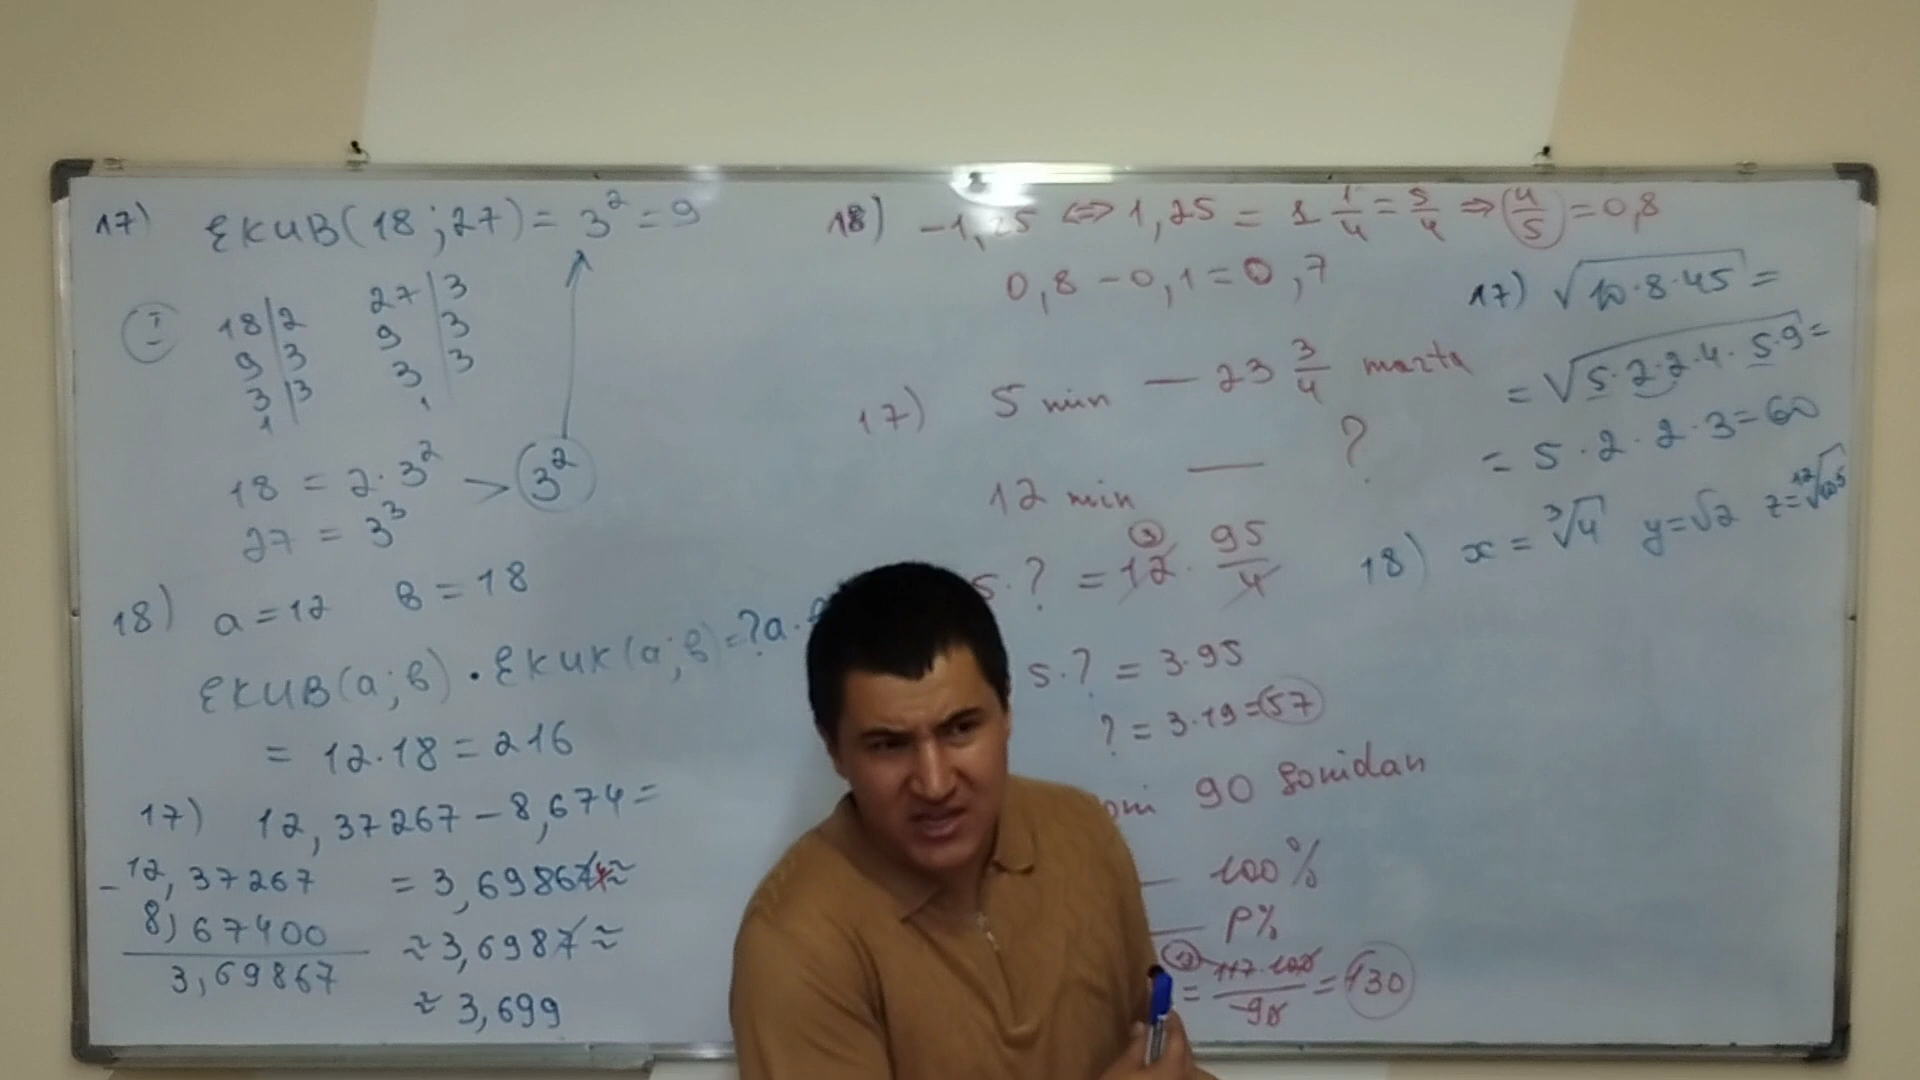 17) EKUB(18;27) = 3² = 9
I
18|2
9|3
3|3
1
27|3
9|3
3|3
1
18 = 2·3²
27 = 3³
> 3²
18) a = 12 b = 18
EKUB(a;b) · EKUK(a;b) = ? a ·
= 12·18 = 216
17) 12,37267 − 8,674 =
− 12,37267
8,67400
3,69867
= 3,69867 ≈
≈ 3,6987 ≈
≈ 3,699
18) −1,25 ⇔ 1,25 = 1 1/4 = 5/4 ⇒ 4/5 = 0,8
0,8 − 0,1 = 0,7
17) 5 min — 23 3/4 marta
12 min — ?
5·? = 12 · 95/4
3
5·? = 3·95
? = 3·19 = 57
90 sonidan
— 100%
— P%
= 117·100/90 = 130
13
17) √10·8·45 =
= √5·2·2·4·5·9 =
= 5·2·2·3 = 60
18) x = ³√4 y = √2